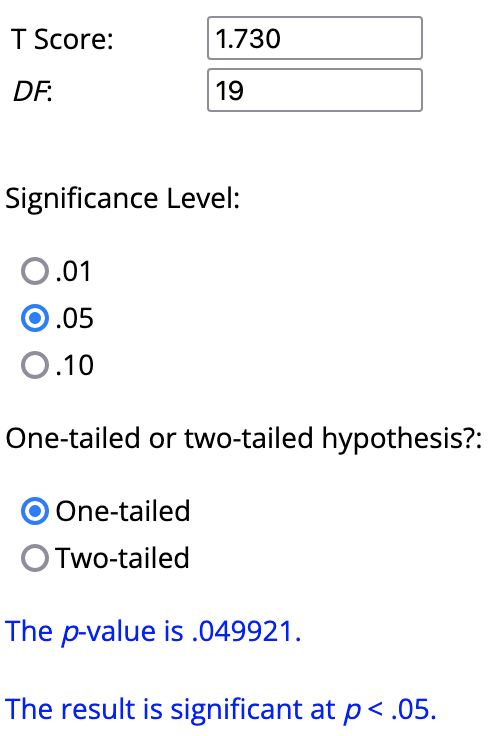 T Score: 1.730
DF: 19
Significance Level:
.01
.05
.10
One-tailed or two-tailed hypothesis?:
One-tailed
Two-tailed
The p-value is .049921.
The result is significant at p < .05.